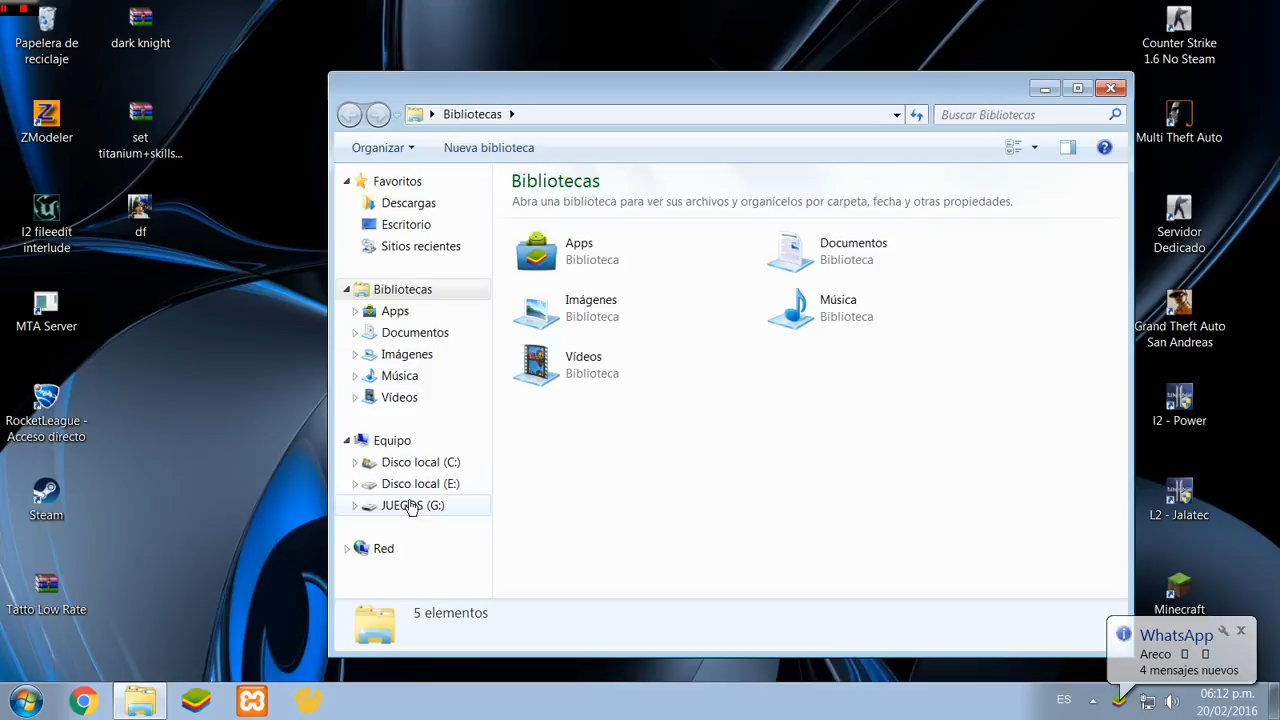 Papelera de
reciclaje
dark knight
ZModeler
set
titanium+skills...
l2 fileedit
interlude
df
MTA Server
RocketLeague -
Acceso directo
Steam
Tatto Low Rate
Bibliotecas
Buscar Bibliotecas
Organizar
Nueva biblioteca
Favoritos
Descargas
Escritorio
Sitios recientes
Bibliotecas
Apps
Documentos
Imágenes
Música
Vídeos
Equipo
Disco local (C:)
Disco local (E:)
JUEGOS (G:)
Red
Bibliotecas
Abra una biblioteca para ver sus archivos y organícelos por carpeta, fecha y otras propiedades.
Apps
Biblioteca
Documentos
Biblioteca
Imágenes
Biblioteca
Música
Biblioteca
Vídeos
Biblioteca
5 elementos
Counter Strike
1.6 No Steam
Multi Theft Auto
Servidor
Dedicado
Grand Theft Auto
San Andreas
l2 - Power
L2 - Jalatec
Minecraft
WhatsApp
Areco
4 mensajes nuevos
ES
06:12 p.m.
20/02/2016